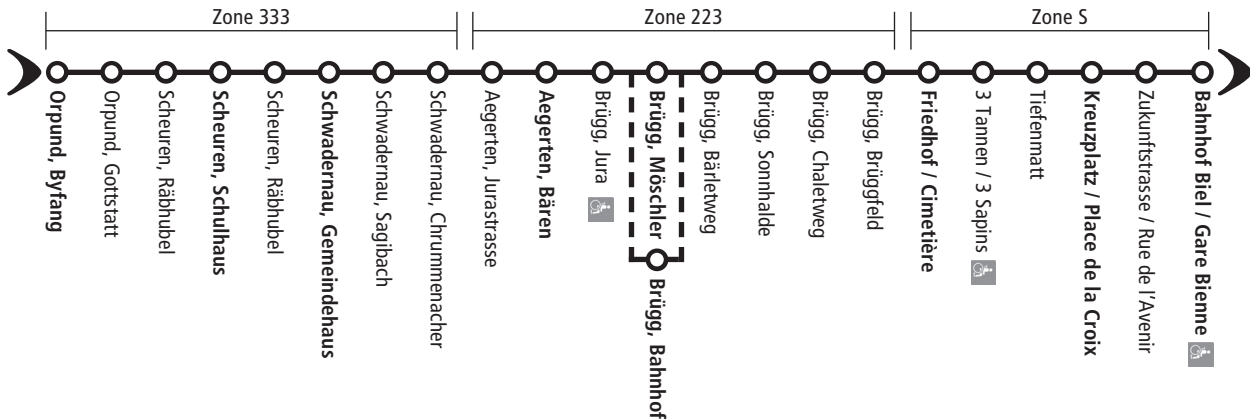 Zone 333
Zone 223
Zone S
Orpund, Byfang
Orpund, Gottstatt
Scheuren, Räbhubel
Scheuren, Schulhaus
Scheuren, Räbhubel
Schwadernau, Gemeindehaus
Schwadernau, Sagibach
Schwadernau, Chrummenacher
Aegerten, Jurastrasse
Aegerten, Bären
Brügg, Jura
Brügg, Möschler
Brügg, Bahnhof
Brügg, Bärletweg
Brügg, Sonnhalde
Brügg, Chaletweg
Brügg, Brüggfeld
Friedhof / Cimetière
3 Tannen / 3 Sapins
Tiefenmatt
Kreuzplatz / Place de la Croix
Zukunftstrasse / Rue de l'Avenir
Bahnhof Biel / Gare Bienne